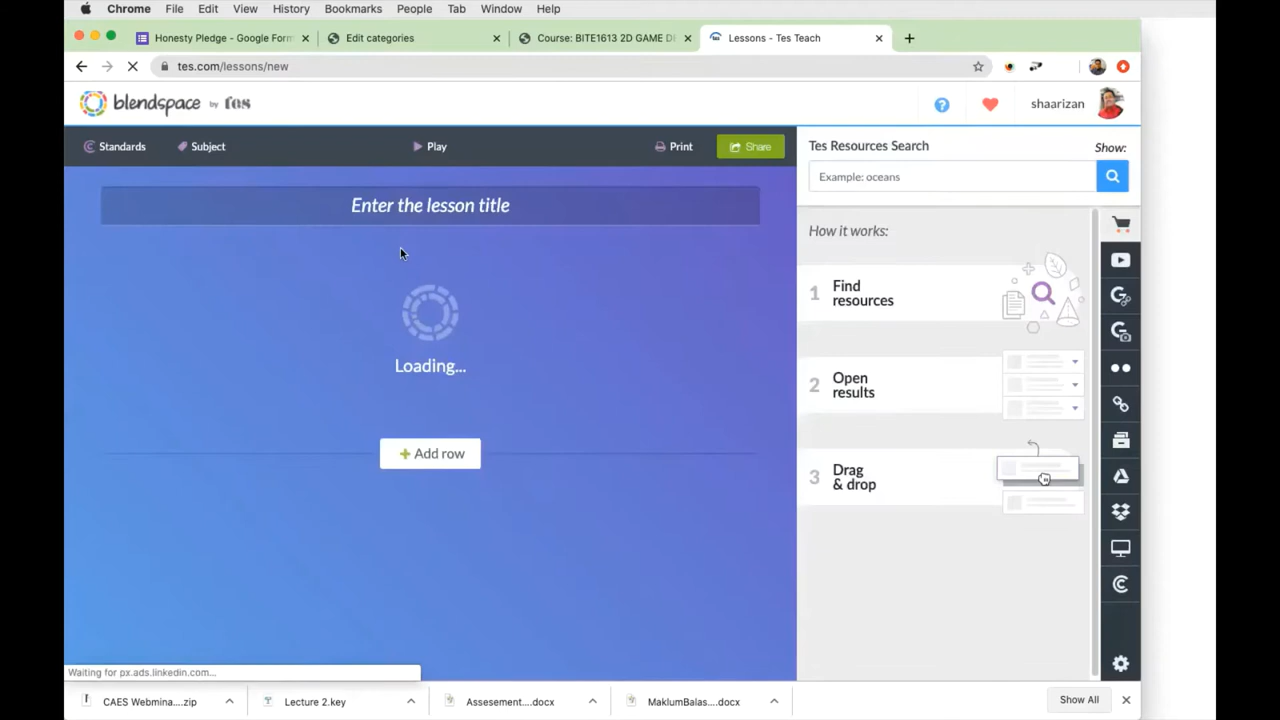 Chrome File Edit View History Bookmarks People Tab Window Help
Honesty Pledge - Google Form
Edit categories
Course: BITE1613 2D GAME DE
Lessons - Tes Teach
tes.com/lessons/new
blendspace by tes
shaarizan
Standards
Subject
Play
Print
Share
Enter the lesson title
Loading...
+ Add row
Tes Resources Search
Show:
Example: oceans
How it works:
1 Find resources
2 Open results
3 Drag & drop
Waiting for px.ads.linkedin.com...
CAES Webmina....zip
Lecture 2.key
Assesement....docx
MaklumBalas....docx
Show All